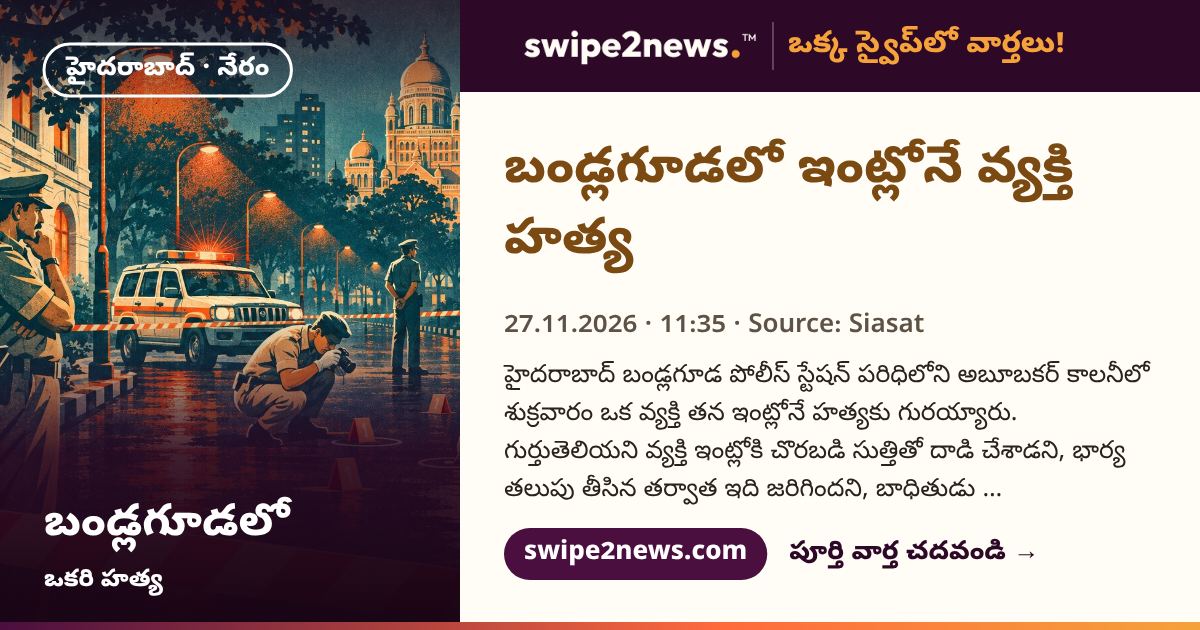 హైదరాబాద్ · నేరం
బండ్లగూడలో
ఒకరి హత్య
swipe2news.™ ఒక్క స్వైప్‌లో వార్తలు!
బండ్లగూడలో ఇంట్లోనే వ్యక్తి
హత్య
27.11.2026 · 11:35 · Source: Siasat
హైదరాబాద్ బండ్లగూడ పోలీస్ స్టేషన్ పరిధిలోని అబూబకర్ కాలనీలో
శుక్రవారం ఒక వ్యక్తి తన ఇంట్లోనే హత్యకు గురయ్యారు.
గుర్తుతెలియని వ్యక్తి ఇంట్లోకి చొరబడి సుత్తితో దాడి చేశాడని, భార్య
తలుపు తీసిన తర్వాత ఇది జరిగిందని, బాధితుడు ...
swipe2news.com పూర్తి వార్త చదవండి →